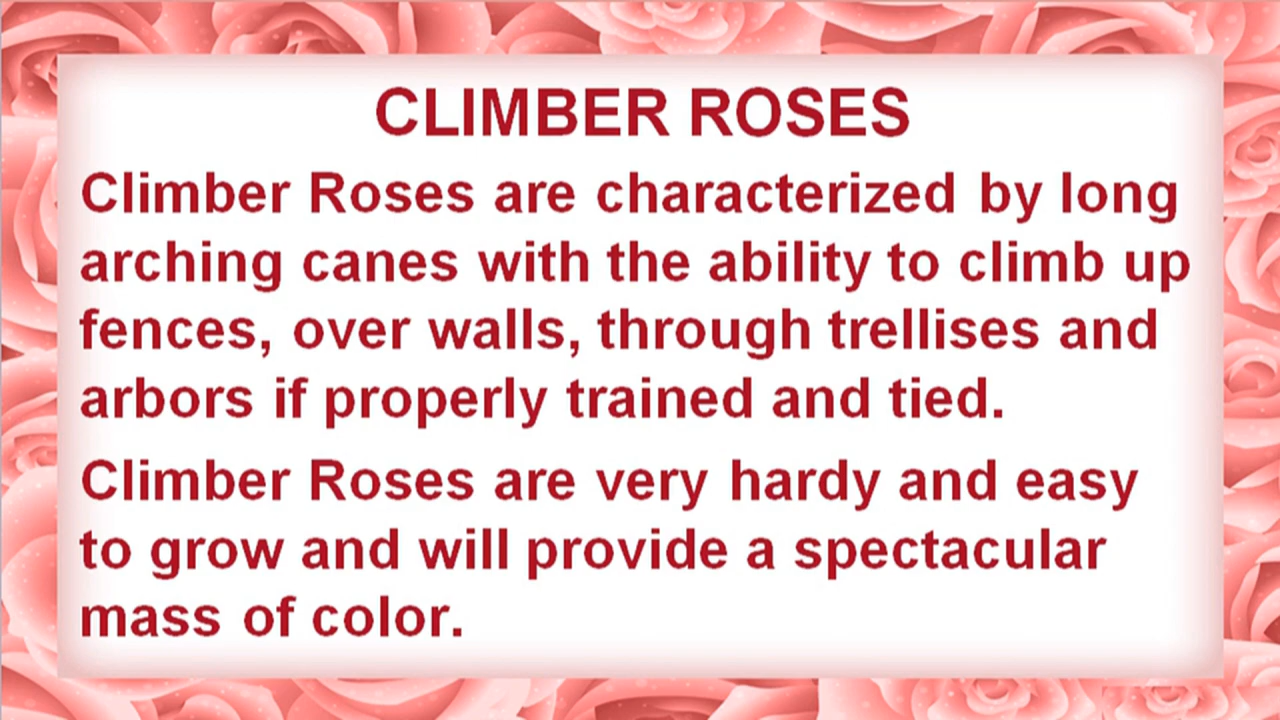 CLIMBER ROSES
Climber Roses are characterized by long
arching canes with the ability to climb up
fences, over walls, through trellises and
arbors if properly trained and tied.
Climber Roses are very hardy and easy
to grow and will provide a spectacular
mass of color.